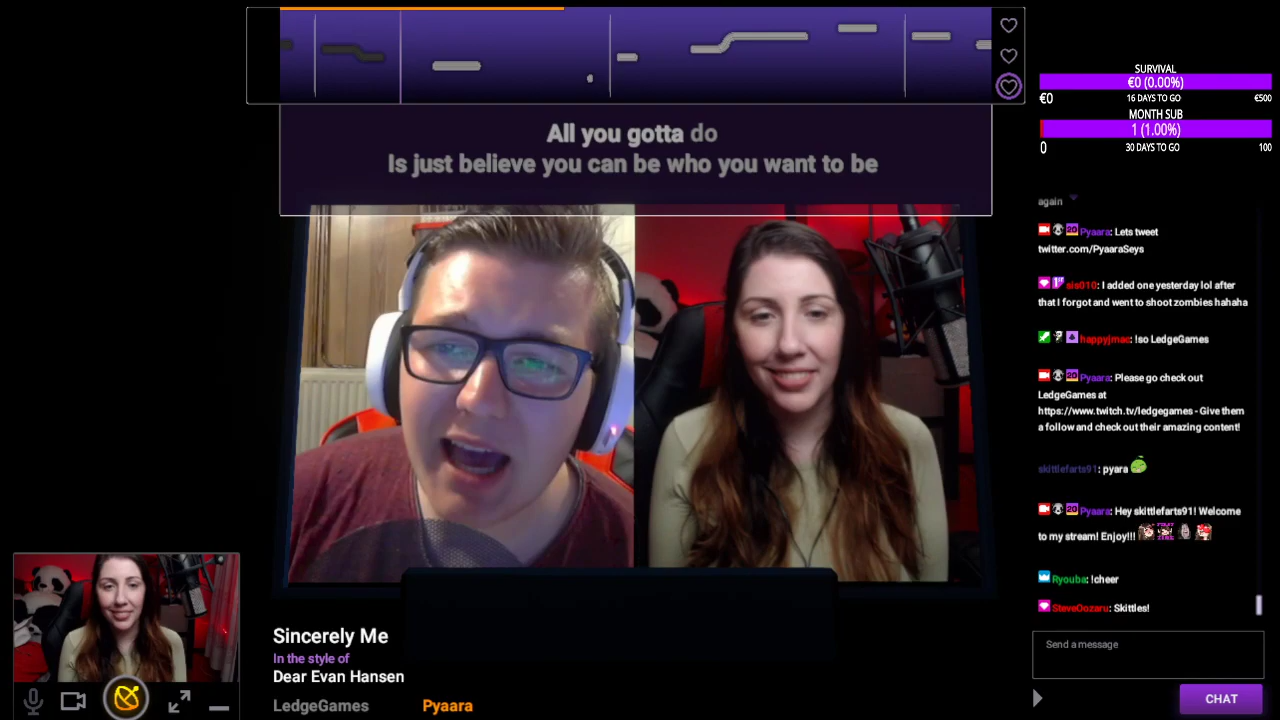 All you gotta do
Is just believe you can be who you want to be
SURVIVAL
€0 (0.00%)
€0 16 DAYS TO GO €500
MONTH SUB
1 (1.00%)
0 30 DAYS TO GO 100
again
20 Pyaara: Lets tweet
twitter.com/PyaaraSeys
sis010: I added one yesterday lol after
that I forgot and went to shoot zombies hahaha
happyjmac: !so LedgeGames
20 Pyaara: Please go check out
LedgeGames at
https://www.twitch.tv/ledgegames - Give them
a follow and check out their amazing content!
skittlefarts91: pyara
20 Pyaara: Hey skittlefarts91! Welcome
to my stream! Enjoy!!!
Ryouba: !cheer
SteveOozaru: Skittles!
Send a message
CHAT
Sincerely Me
In the style of
Dear Evan Hansen
LedgeGames Pyaara